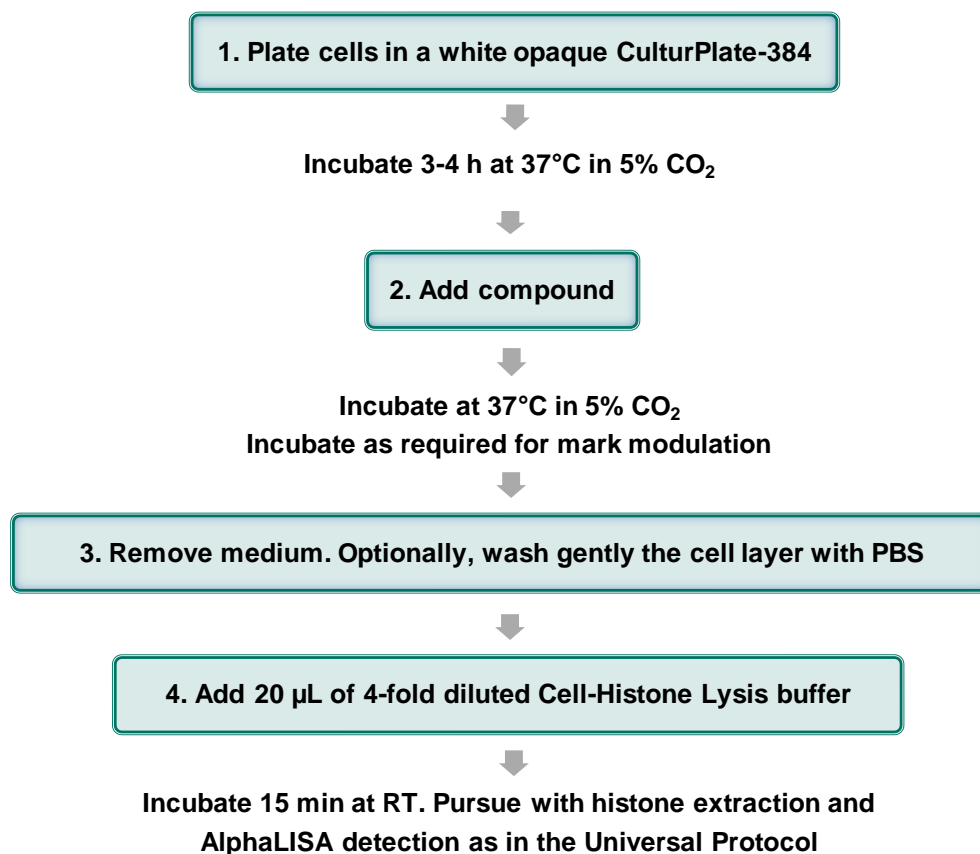 1. Plate cells in a white opaque CulturPlate-384
Incubate 3-4 h at 37°C in 5% CO₂
2. Add compound
Incubate at 37°C in 5% CO₂
Incubate as required for mark modulation
3. Remove medium. Optionally, wash gently the cell layer with PBS
4. Add 20 µL of 4-fold diluted Cell-Histone Lysis buffer
Incubate 15 min at RT. Pursue with histone extraction and
AlphaLISA detection as in the Universal Protocol